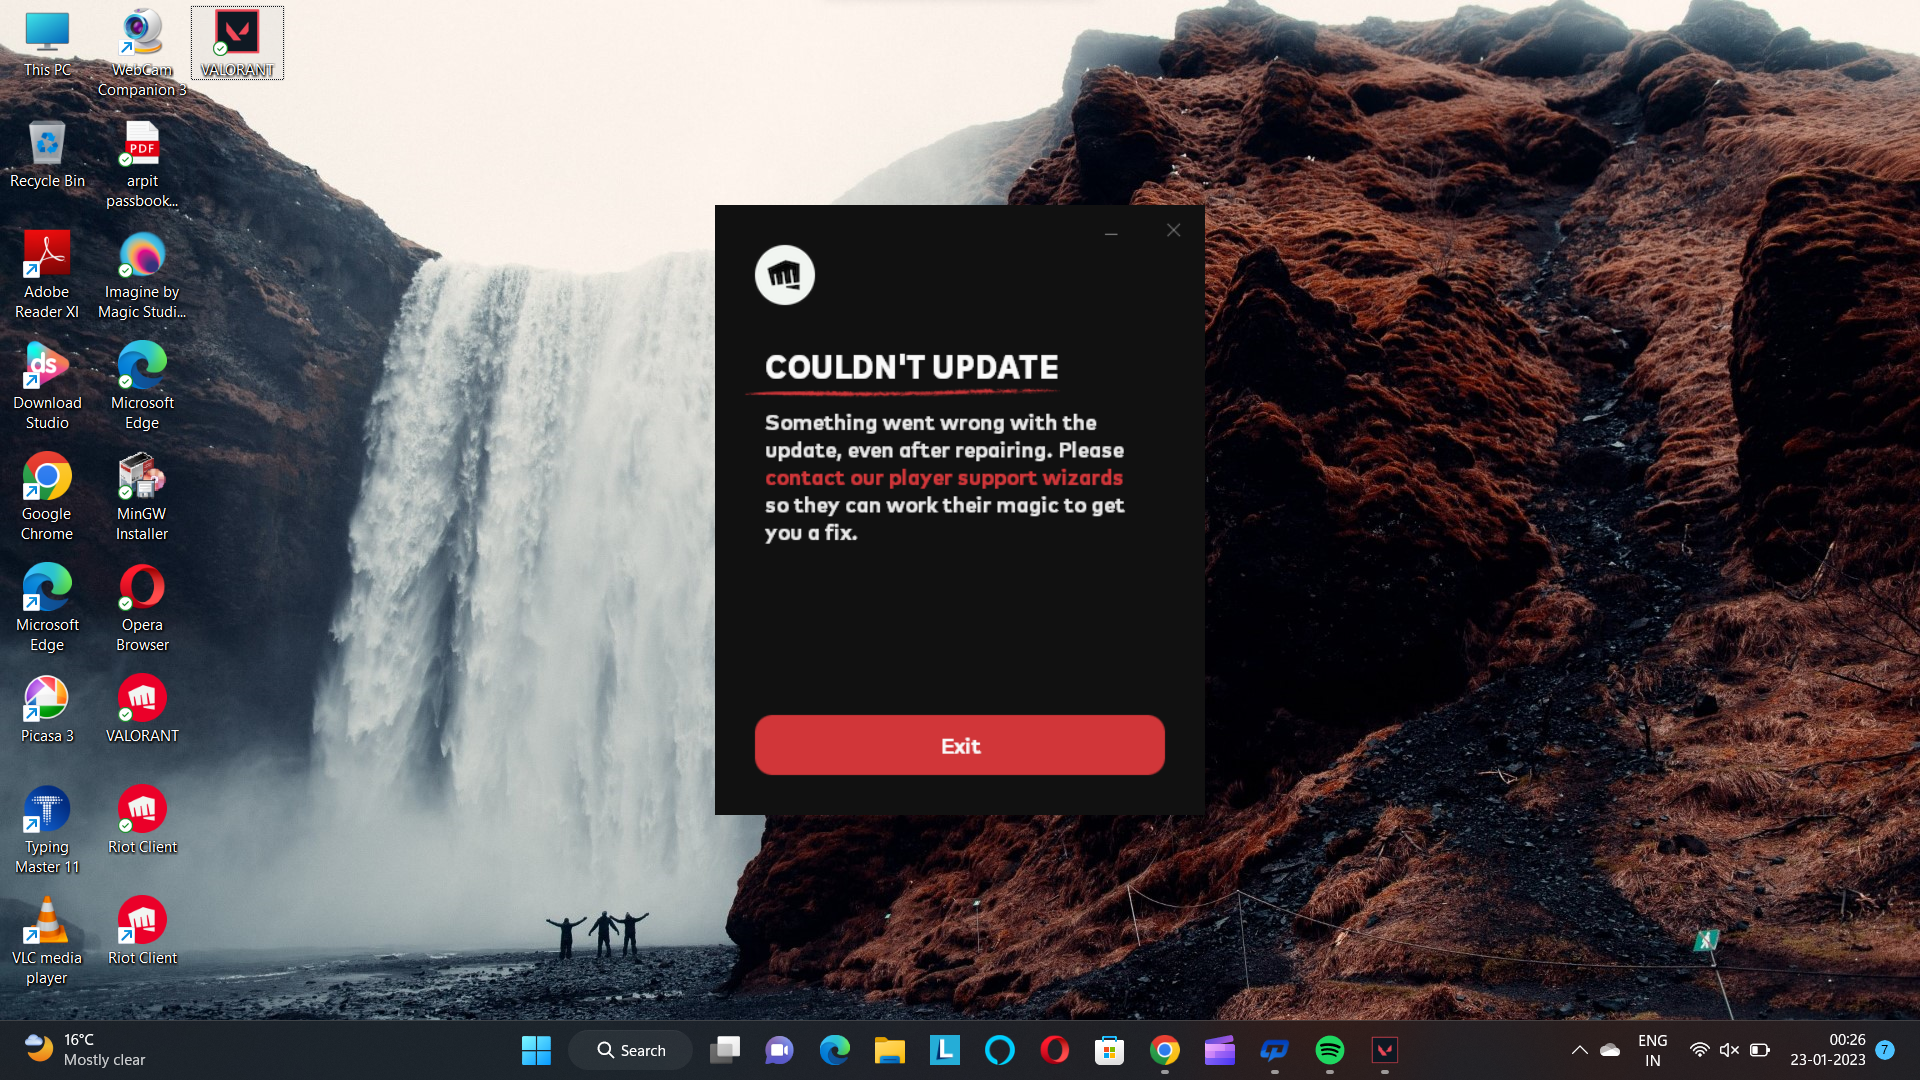 This PC
WebCam
Companion 3
VALORANT
Recycle Bin
PDF
arpit
passbook...
Adobe
Reader XI
Imagine by
Magic Studi...
ds
Download
Studio
Microsoft
Edge
Google
Chrome
MinGW
Installer
Microsoft
Edge
Opera
Browser
Picasa 3
VALORANT
T
Typing
Master 11
Riot Client
VLC media
player
Riot Client
COULDN'T UPDATE
Something went wrong with the
update, even after repairing. Please
contact our player support wizards
so they can work their magic to get
you a fix.
Exit
16°C
Mostly clear
Search
L
ENG
IN
00:26
23-01-2023
7